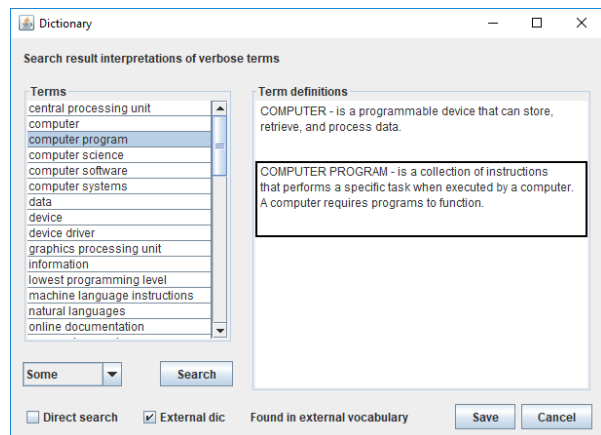 Dictionary
Search result interpretations of verbose terms
Terms
central processing unit
computer
computer program
computer science
computer software
computer systems
data
device
device driver
graphics processing unit
information
lowest programming level
machine language instructions
natural languages
online documentation
Term definitions
COMPUTER - is a programmable device that can store,
retrieve, and process data.
COMPUTER PROGRAM - is a collection of instructions
that performs a specific task when executed by a computer.
A computer requires programs to function.
Some
Search
Direct search
External dic
Found in external vocabulary
Save
Cancel